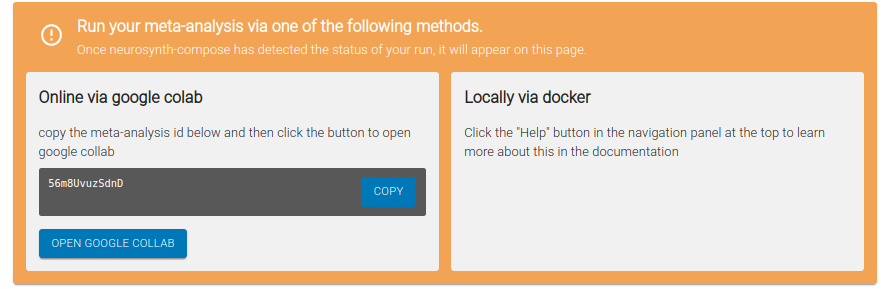 Run your meta-analysis via one of the following methods.
Once neurosynth-compose has detected the status of your run, it will appear on this page.
Online via google colab
copy the meta-analysis id below and then click the button to open
google collab
56m8UvuzSdnD
COPY
OPEN GOOGLE COLLAB
Locally via docker
Click the "Help" button in the navigation panel at the top to learn
more about this in the documentation